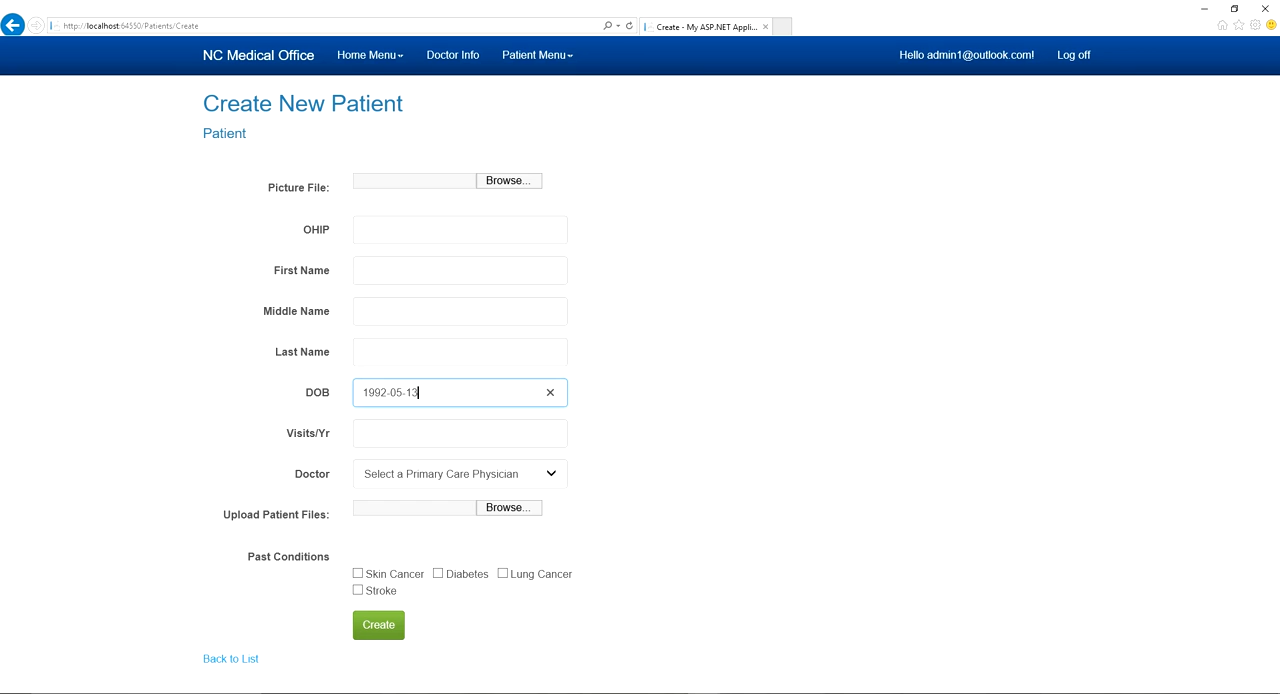 http://localhost:64550/Patients/Create
Create - My ASP.NET Appli...
NC Medical Office Home Menu Doctor Info Patient Menu Hello admin1@outlook.com! Log off
Create New Patient
Patient
Picture File: Browse...
OHIP
First Name
Middle Name
Last Name
DOB 1992-05-13
Visits/Yr
Doctor Select a Primary Care Physician
Upload Patient Files: Browse...
Past Conditions
Skin Cancer Diabetes Lung Cancer
Stroke
Create
Back to List